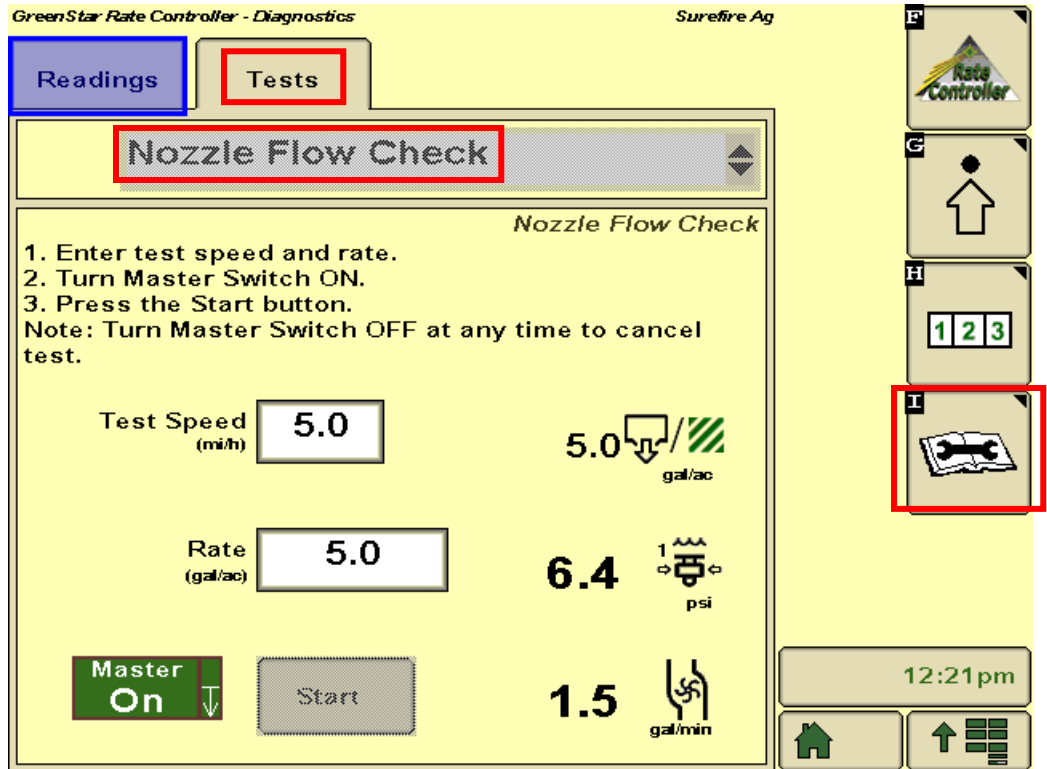 GreenStar Rate Controller - Diagnostics
Surefire Ag
F
Readings
Tests
Rate
Controller
Nozzle Flow Check
G
Nozzle Flow Check
1. Enter test speed and rate.
2. Turn Master Switch ON.
3. Press the Start button.
Note: Turn Master Switch OFF at any time to cancel
test.
H
1 2 3
I
Test Speed
(mi/h)
5.0
5.0
/
gal/ac
Rate
(gal/ac)
5.0
6.4
1
psi
Master
On
Start
1.5
gal/min
12:21pm